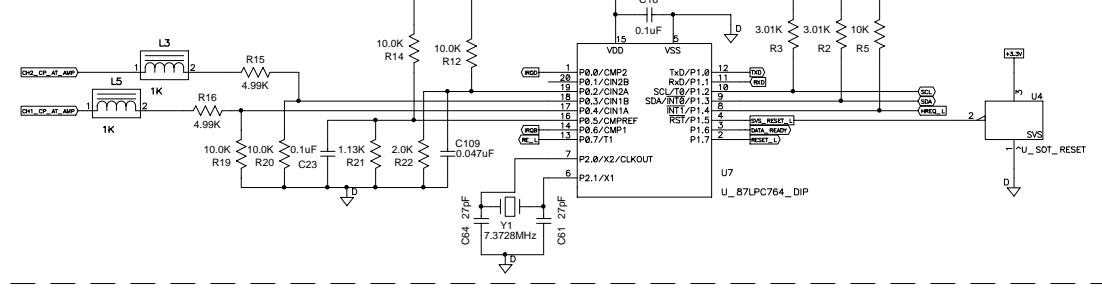 C10
0.1uF
D
15
5
VDD
VSS
3.01K
R3
3.01K
R2
10K
R5
10.0K
R14
10.0K
R12
+3.3V
3
U4
2
SVS
1
~U_SOT_RESET
D
L3
CH2_CP_AT_AMP
1
2
1K
R15
4.99K
L5
CH1_CP_AT_AMP
1
2
1K
R16
4.99K
IRQD
1
P0.0/CMP2
20
P0.1/CIN2B
19
P0.2/CIN2A
18
P0.3/CIN1B
17
P0.4/CIN1A
16
P0.5/CMPREF
IRQB
14
P0.6/CMP1
RE_L
13
P0.7/T1
7
P2.0/X2/CLKOUT
6
P2.1/X1
TxD/P1.0
12
TXD
RxD/P1.1
11
RXD
SCL/T0/P1.2
10
SCL
SDA/INT0/P1.3
9
SDA
INT1/P1.4
8
HREQ_L
RST/P1.5
4
SVS_RESET_L
P1.6
3
DATA_READY
P1.7
2
RESET_L
U7
U_87LPC764_DIP
10.0K
R19
10.0K
R20
0.1uF
C23
1.13K
R21
2.0K
R22
C109
0.047uF
D
C64 27pF
Y1
7.3728MHz
C61 27pF
D